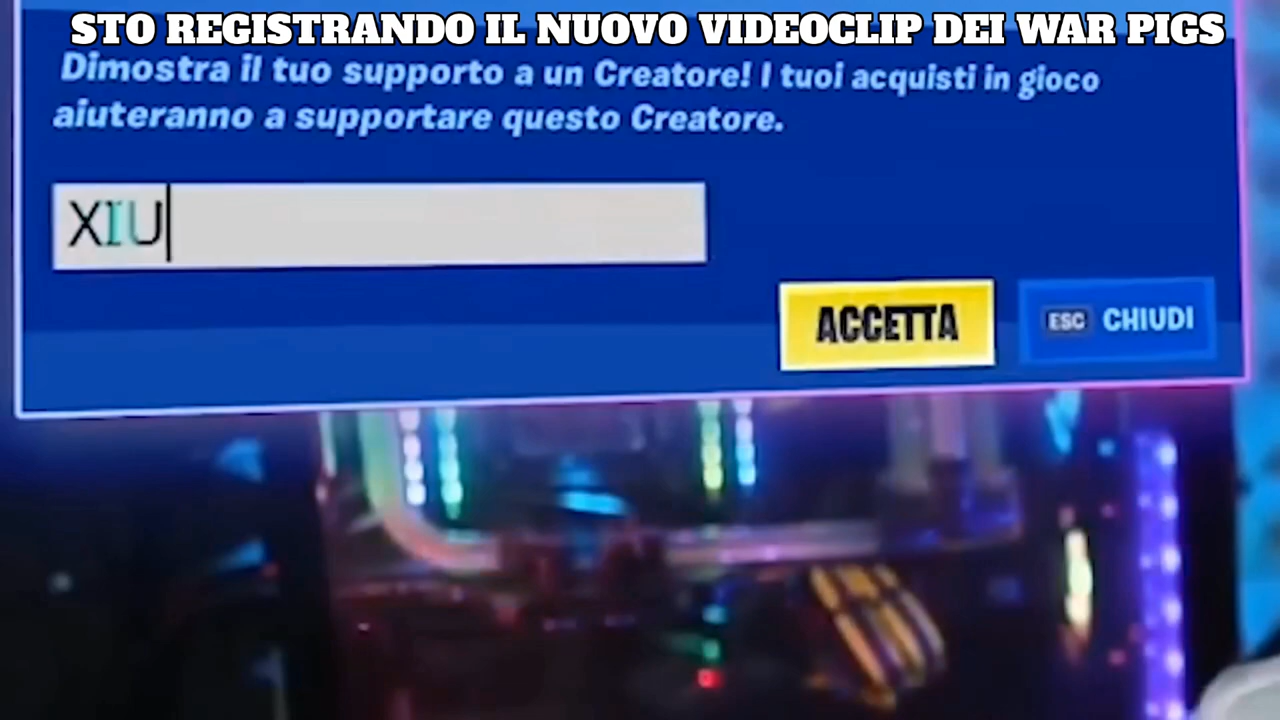 STO REGISTRANDO IL NUOVO VIDEOCLIP DEI WAR PIGS
Dimostra il tuo supporto a un Creatore! I tuoi acquisti in gioco
aiuteranno a supportare questo Creatore.
XIU
ACCETTA
ESC CHIUDI